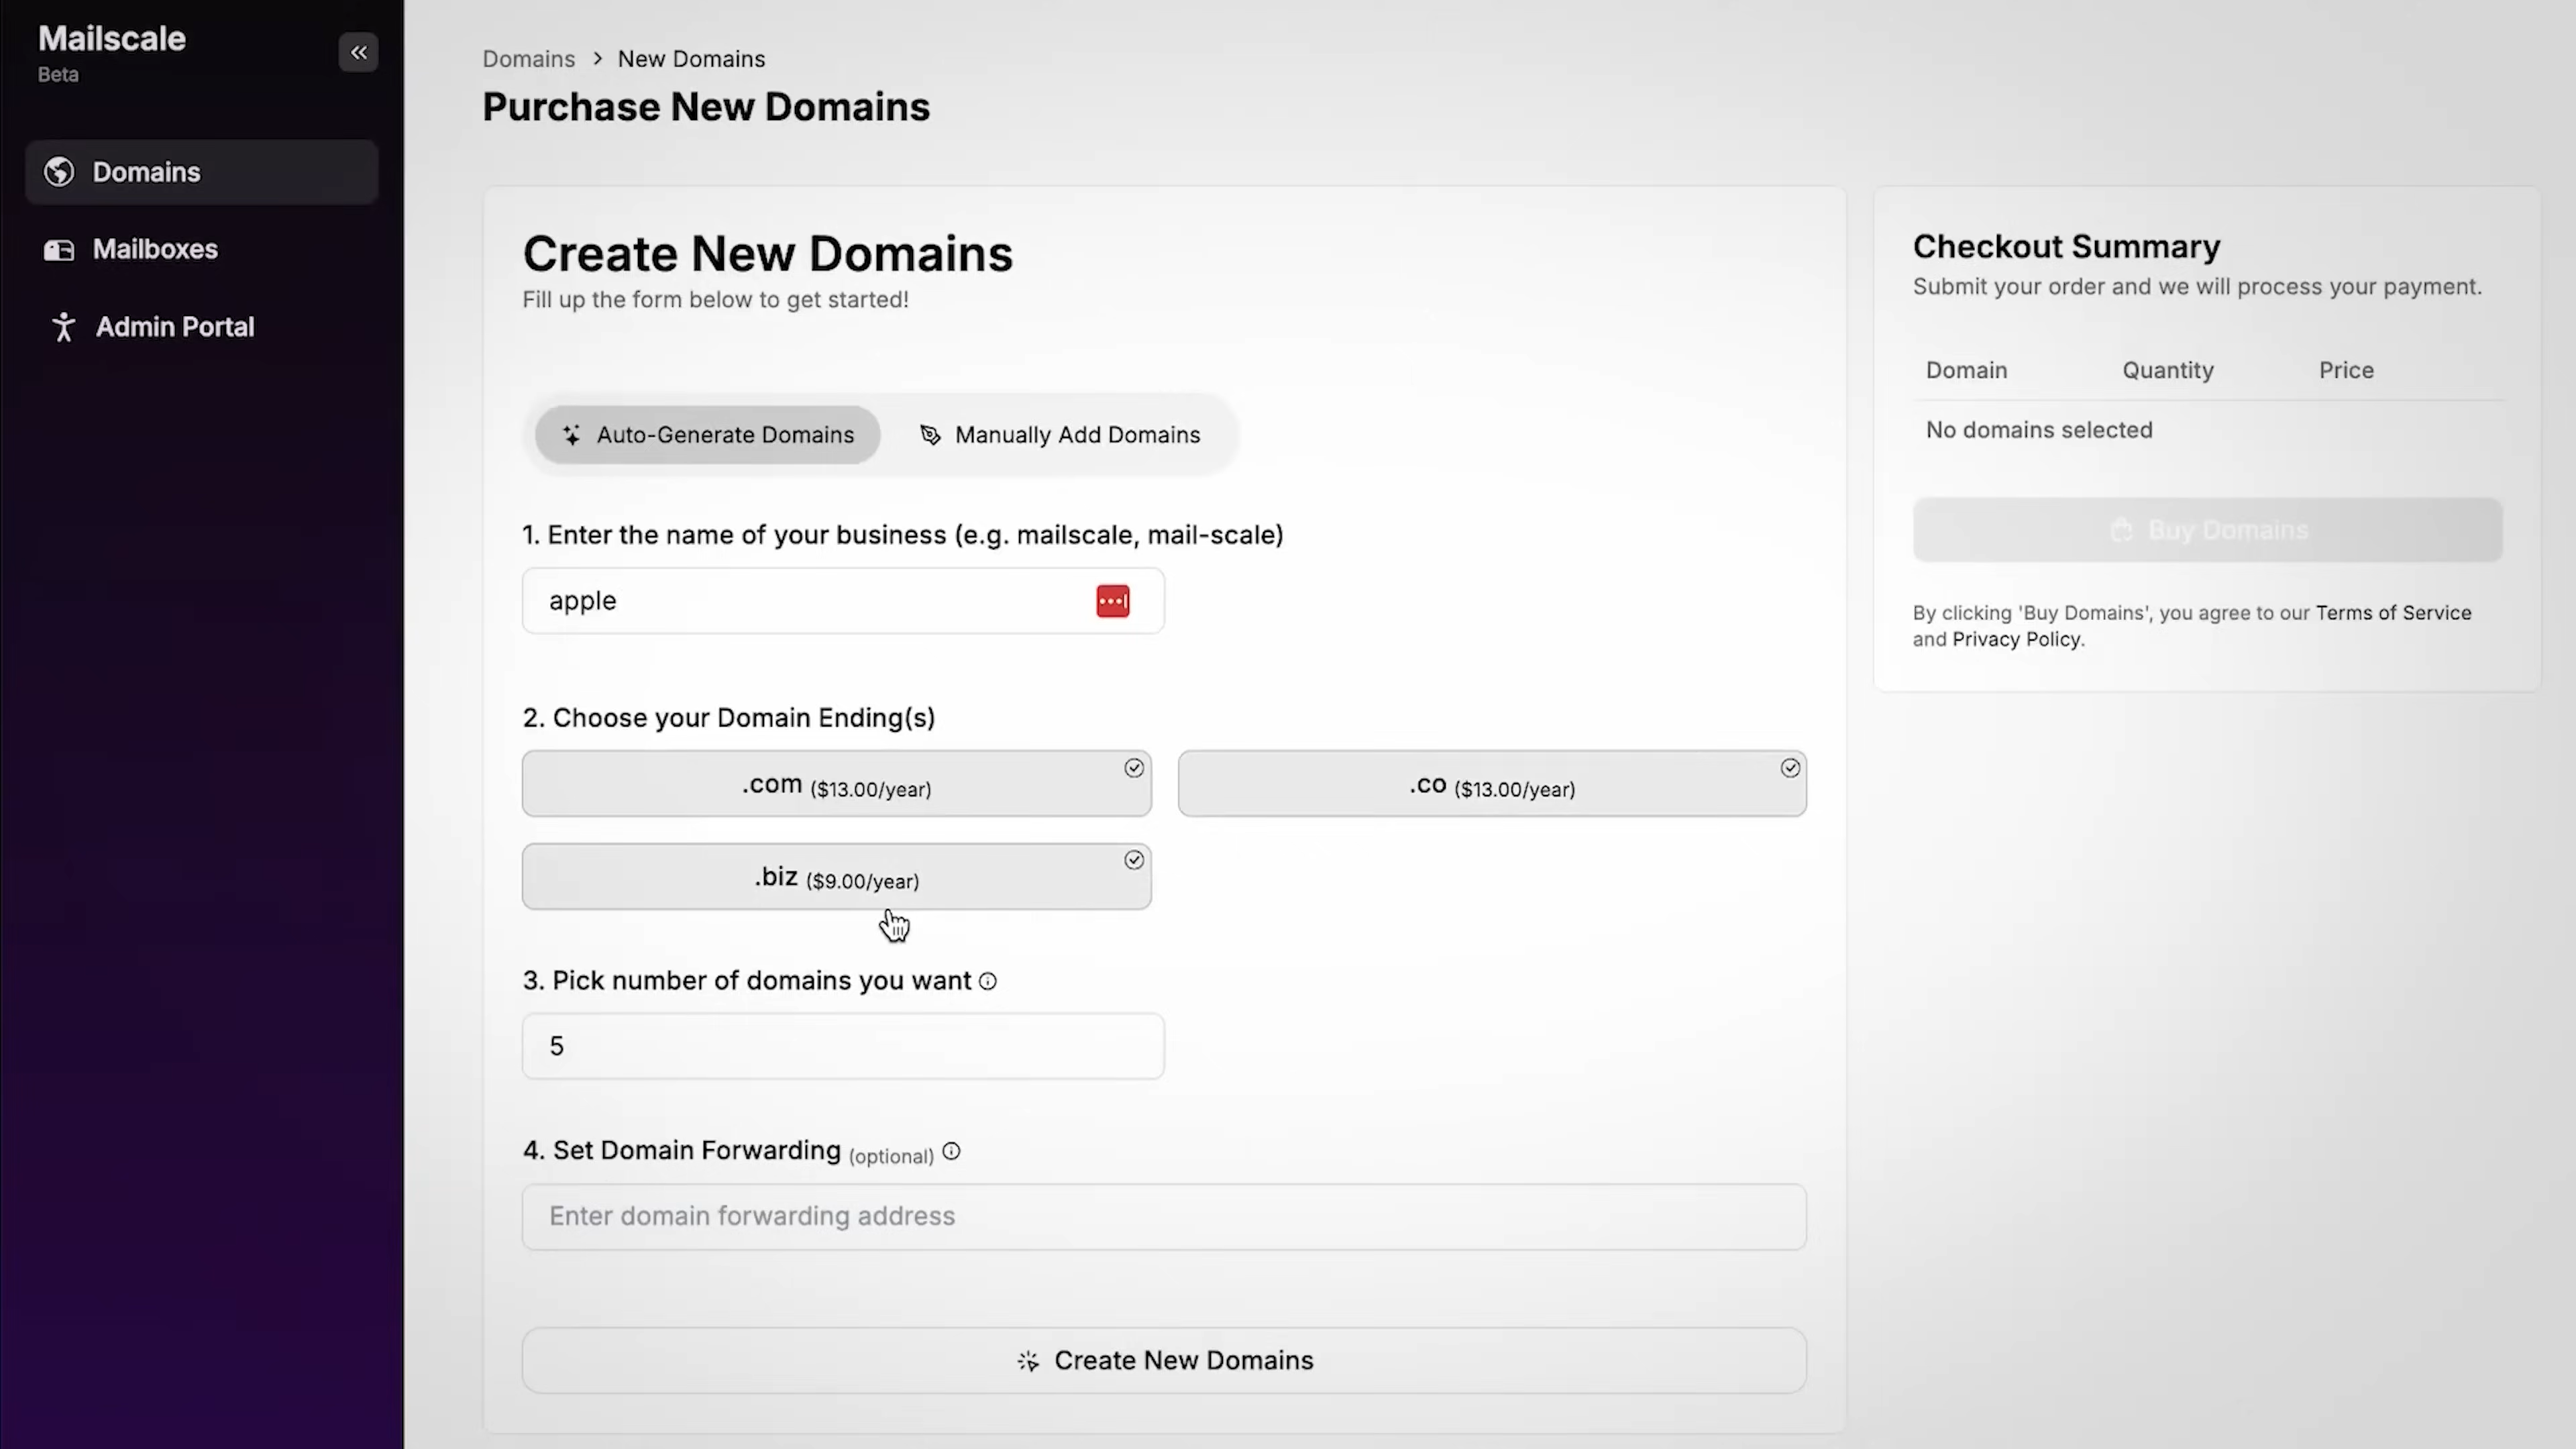 Mailscale
Beta
Domains
Mailboxes
Admin Portal
Domains > New Domains
Purchase New Domains
Create New Domains
Fill up the form below to get started!
Auto-Generate Domains
Manually Add Domains
1. Enter the name of your business (e.g. mailscale, mail-scale)
apple
2. Choose your Domain Ending(s)
.com ($13.00/year)
.co ($13.00/year)
.biz ($9.00/year)
3. Pick number of domains you want
5
4. Set Domain Forwarding (optional)
Enter domain forwarding address
Create New Domains
Checkout Summary
Submit your order and we will process your payment.
Domain Quantity Price
No domains selected
Buy Domains
By clicking 'Buy Domains', you agree to our Terms of Service
and Privacy Policy.